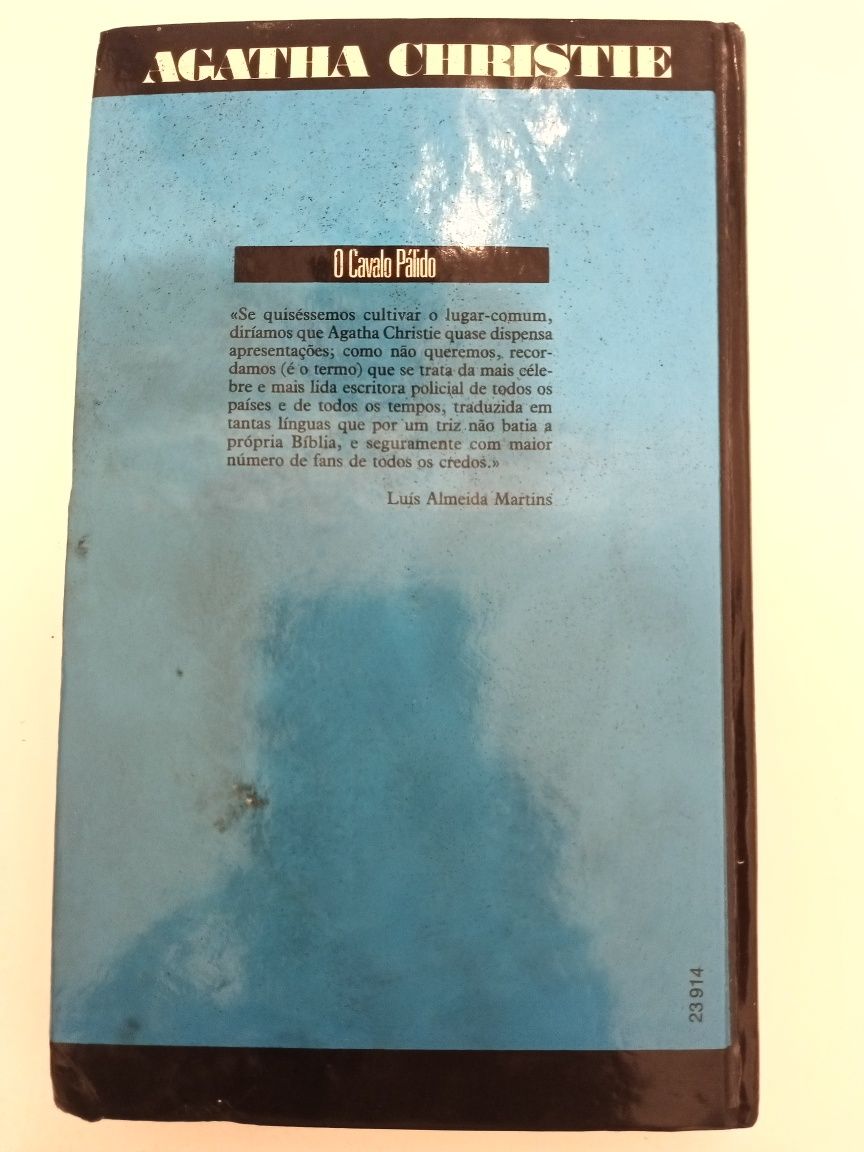 AGATHA CHRISTIE
O Cavalo Pálido
«Se quiséssemos cultivar o lugar-comum,
diríamos que Agatha Christie quase dispensa
apresentações; como não queremos, recor-
damos (é o termo) que se trata da mais céle-
bre e mais lida escritora policial de todos os
países e de todos os tempos, traduzida em
tantas línguas que por um triz não batia a
própria Bíblia, e seguramente com maior
número de fans de todos os credos.»
Luís Almeida Martins
23 914